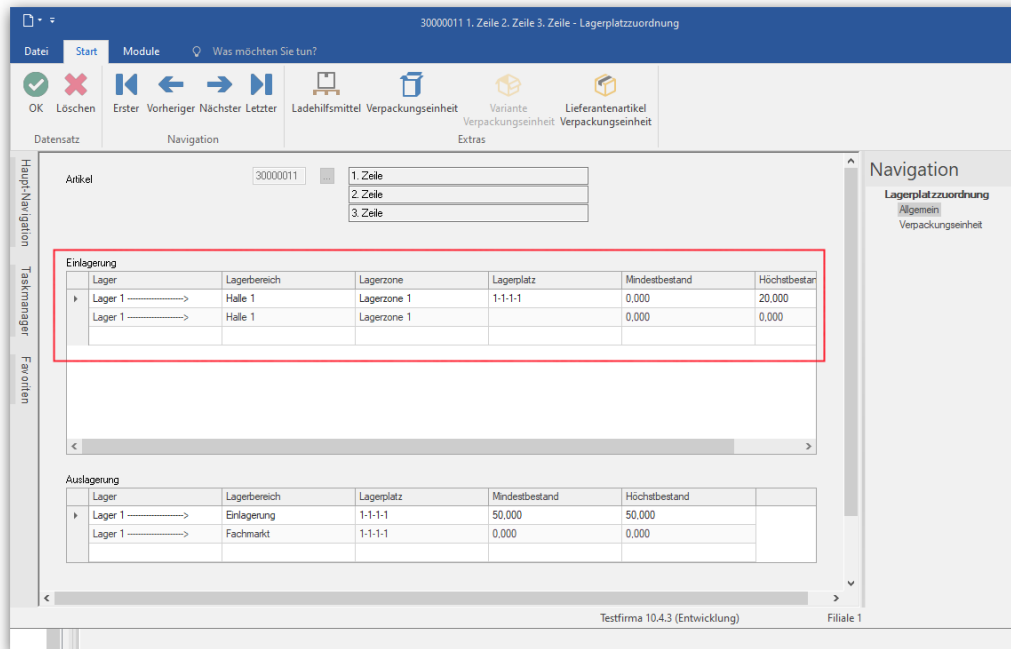 30000011 1. Zeile 2. Zeile 3. Zeile - Lagerplatzzuordnung
Datei Start Module Was möchten Sie tun?
OK Löschen Erster Vorheriger Nächster Letzter Ladehilfsmittel Verpackungseinheit Variante Verpackungseinheit Lieferantenartikel Verpackungseinheit
Datensatz Navigation Extras
Haupt-Navigation
Taskmanager
Favoriten
Artikel 30000011 ... 1. Zeile
2. Zeile
3. Zeile
Einlagerung
Lager Lagerbereich Lagerzone Lagerplatz Mindestbestand Höchstbestan
Lager 1 --------------------> Halle 1 Lagerzone 1 1-1-1-1 0,000 20,000
Lager 1 --------------------> Halle 1 Lagerzone 1 0,000 0,000
Auslagerung
Lager Lagerbereich Lagerplatz Mindestbestand Höchstbestand
Lager 1 --------------------> Einlagerung 1-1-1-1 50,000 50,000
Lager 1 --------------------> Fachmarkt 1-1-1-1 0,000 0,000
Navigation
Lagerplatzzuordnung
Allgemein
Verpackungseinheit
Testfirma 10.4.3 (Entwicklung) Filiale 1